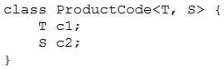 class ProductCode<T, S> {
    T c1;
    S c2;
}